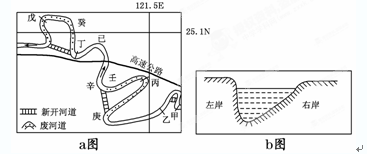 121.5E
戊
癸
25.1N
丁
已
高速公路
壬
辛
丙
新开河道
废河道
庚
乙
甲
左岸
右岸
a图
b图